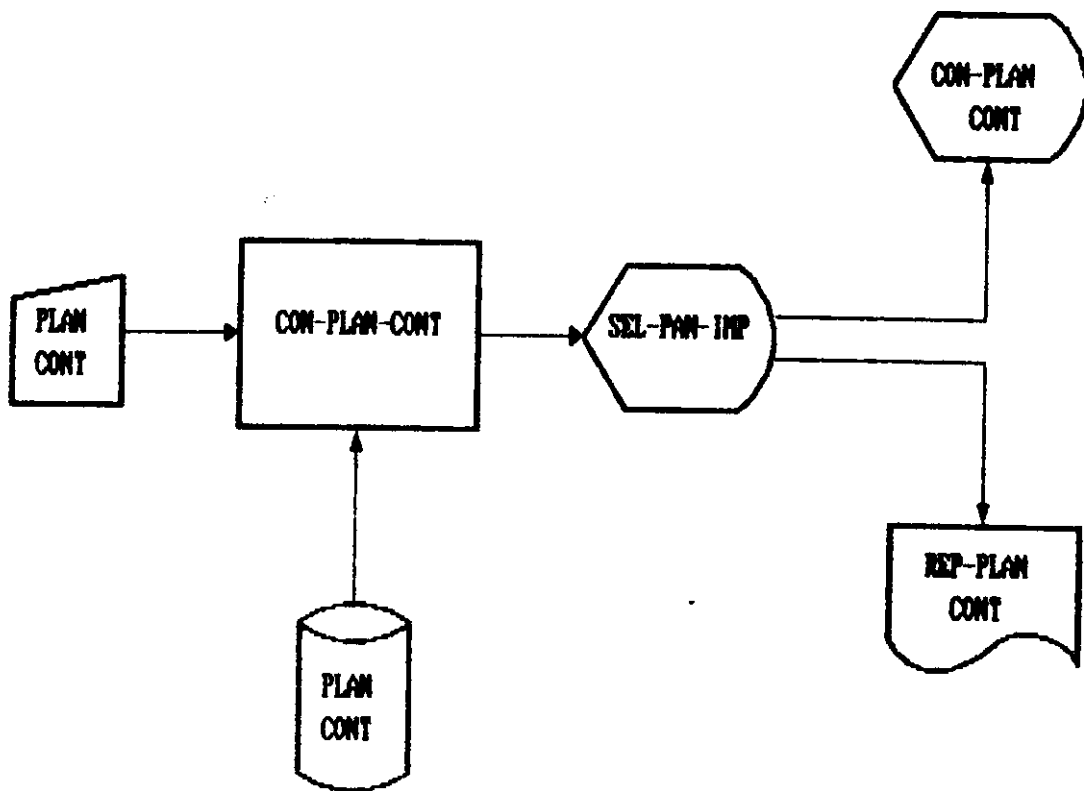 CON-PLAN
CONT
PLAN
CONT
CON-PLAN-CONT
SEL-PAN-IMP
REP-PLAN
CONT
PLAN
CONT